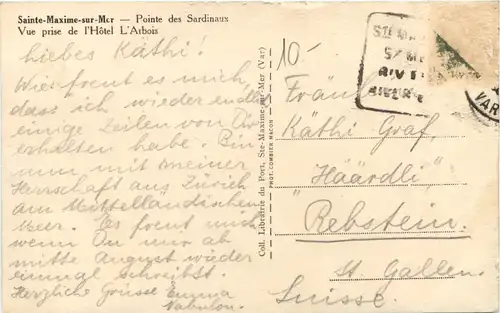 Sainte-Maxime-sur-Mer — Pointe des Sardinaux
Vue prise de l'Hôtel L'Arbois
liebes Käthi!
Wie freut es mich,
dass ich wieder
einige Zeilen von Dir
erhalten habe. Bin
nun mit meiner
Herrschaft aus Zürich
am Mittelländischen
Meer. Es freut mich
wenn Du mir ab
mitte August wieder
einmal schreibst.
Herzliche Grüsse Emma
Coll. Librairie du Port, Ste-Maxime-sur-Mer (Var)
PHOT. COMBIER MACON
10.-
Fräul.
Käthi Graf,
"Häärdli"
Rebstein.
St Gallen.
Suisse.
VAR